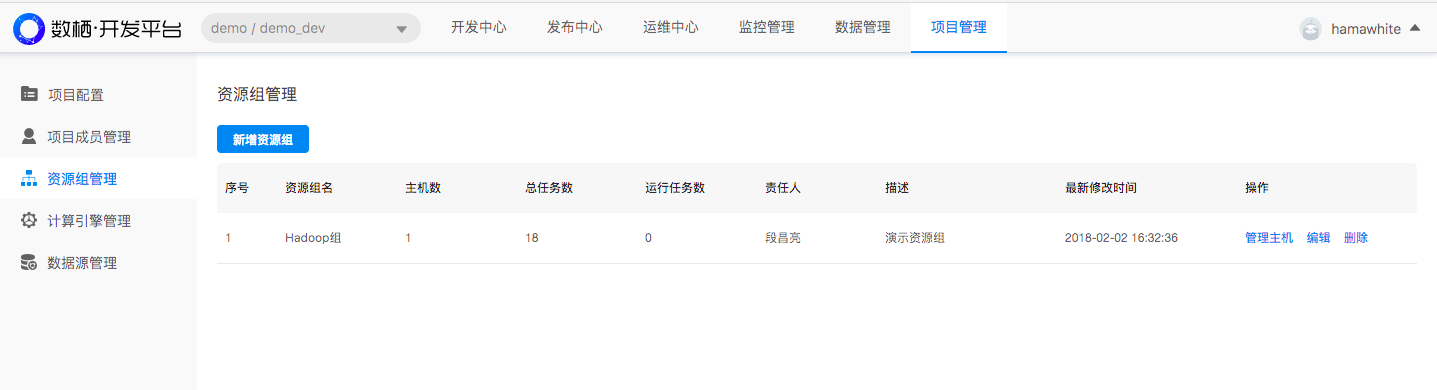 数栖·开发平台 demo / demo_dev 开发中心 发布中心 运维中心 监控管理 数据管理 项目管理 hamawhite
项目配置
项目成员管理
资源组管理
计算引擎管理
数据源管理
资源组管理
新增资源组
序号 资源组名 主机数 总任务数 运行任务数 责任人 描述 最新修改时间 操作
1 Hadoop组 1 18 0 段昌亮 演示资源组 2018-02-02 16:32:36 管理主机 编辑 删除